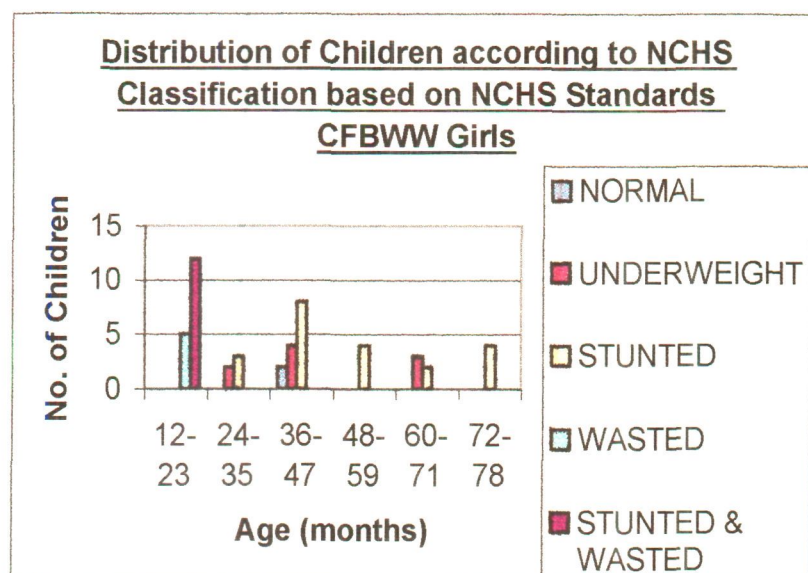 Distribution of Children according to NCHS
Classification based on NCHS Standards
CFBWW Girls
No. of Children
15
10
5
0
12-
23
24-
35
36-
47
48-
59
60-
71
72-
78
Age (months)
NORMAL
UNDERWEIGHT
STUNTED
WASTED
STUNTED &
WASTED